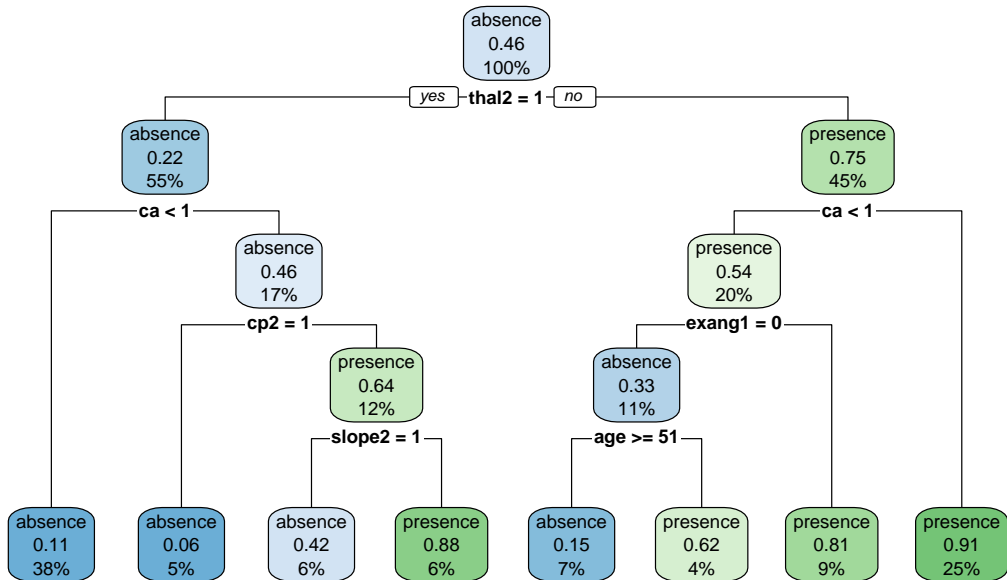 absence
0.46
100%
yes thal2 = 1 no
absence
0.22
55%
presence
0.75
45%
ca < 1
ca < 1
absence
0.46
17%
presence
0.54
20%
cp2 = 1
exang1 = 0
presence
0.64
12%
absence
0.33
11%
slope2 = 1
age >= 51
absence
0.11
38%
absence
0.06
5%
absence
0.42
6%
presence
0.88
6%
absence
0.15
7%
presence
0.62
4%
presence
0.81
9%
presence
0.91
25%